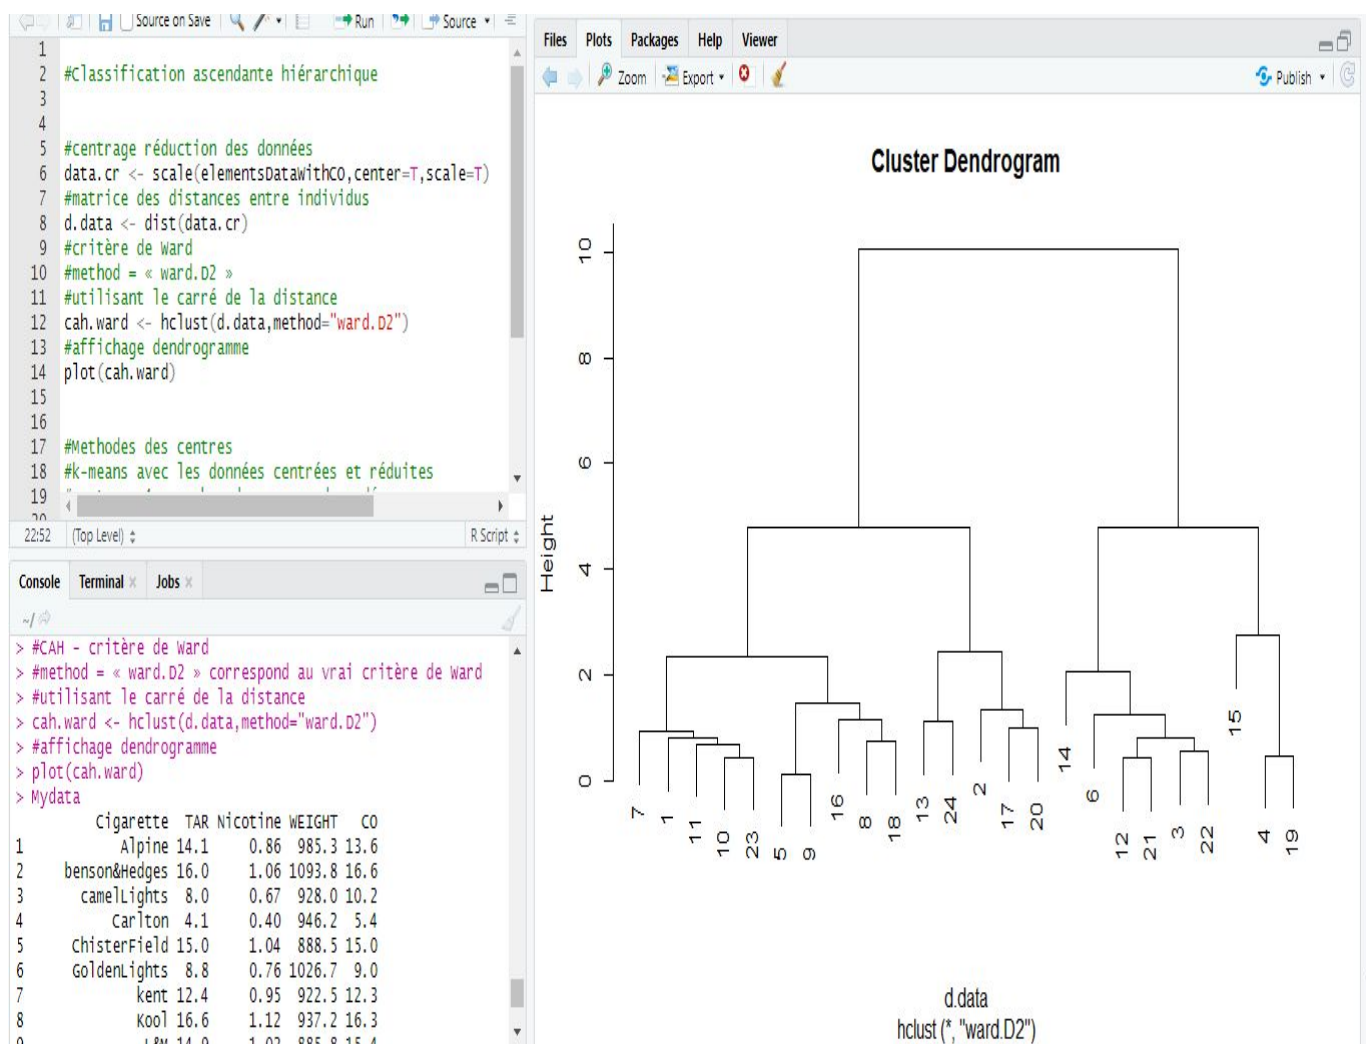 Source on Save Run Source
1
2 #Classification ascendante hiérarchique
3
4
5 #centrage réduction des données
6 data.cr <- scale(elementsDataWithCO,center=T,scale=T)
7 #matrice des distances entre individus
8 d.data <- dist(data.cr)
9 #critère de Ward
10 #method = « ward.D2 »
11 #utilisant le carré de la distance
12 cah.ward <- hclust(d.data,method="ward.D2")
13 #affichage dendrogramme
14 plot(cah.ward)
15
16
17 #Methodes des centres
18 #k-means avec les données centrées et réduites
19
22:52 (Top Level) R Script
Console Terminal Jobs
~/
> #CAH - critère de Ward
> #method = « ward.D2 » correspond au vrai critère de Ward
> #utilisant le carré de la distance
> cah.ward <- hclust(d.data,method="ward.D2")
> #affichage dendrogramme
> plot(cah.ward)
> Mydata
Cigarette TAR Nicotine WEIGHT CO
1 Alpine 14.1 0.86 985.3 13.6
2 benson&Hedges 16.0 1.06 1093.8 16.6
3 camelLights 8.0 0.67 928.0 10.2
4 Carlton 4.1 0.40 946.2 5.4
5 ChisterField 15.0 1.04 888.5 15.0
6 GoldenLights 8.8 0.76 1026.7 9.0
7 kent 12.4 0.95 922.5 12.3
8 Kool 16.6 1.12 937.2 16.3
Files Plots Packages Help Viewer
Zoom Export Publish
Cluster Dendrogram
Height
10
8
6
4
2
0
7 1 11 10 23 5 9 16 8 18 13 24 2 17 20 14 6 12 21 3 22 15 4 19
d.data
hclust (*, "ward.D2")